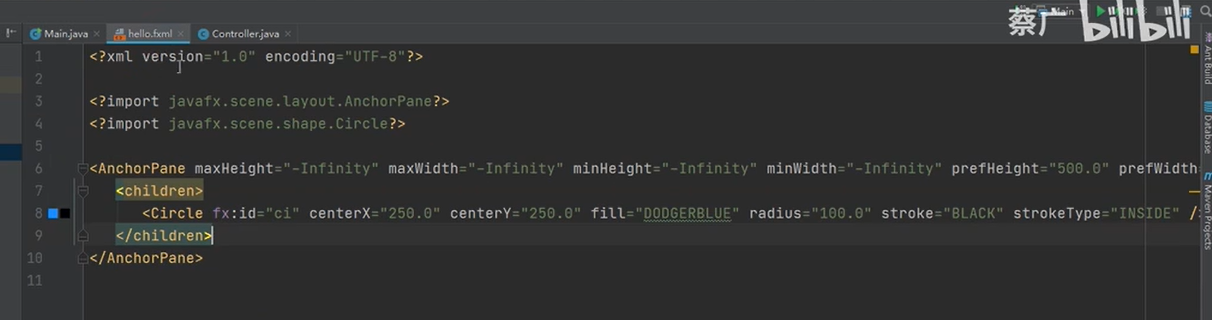 蔡广 bilibili
Main
Main.java hello.fxml Controller.java
1 <?xml version="1.0" encoding="UTF-8"?>
2
3 <?import javafx.scene.layout.AnchorPane?>
4 <?import javafx.scene.shape.Circle?>
5
6 <AnchorPane maxHeight="-Infinity" maxWidth="-Infinity" minHeight="-Infinity" minWidth="-Infinity" prefHeight="500.0" prefWidth=
7 <children>
8 <Circle fx:id="ci" centerX="250.0" centerY="250.0" fill="DODGERBLUE" radius="100.0" stroke="BLACK" strokeType="INSIDE" /
9 </children>
10 </AnchorPane>
11
Ant Build
Database
Maven Projects